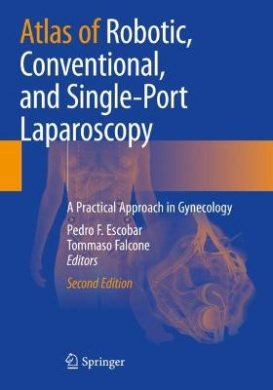 Atlas of Robotic,
Conventional,
and Single-Port
Laparoscopy
A Practical Approach in Gynecology
Pedro F. Escobar
Tommaso Falcone
Editors
Second Edition
Springer